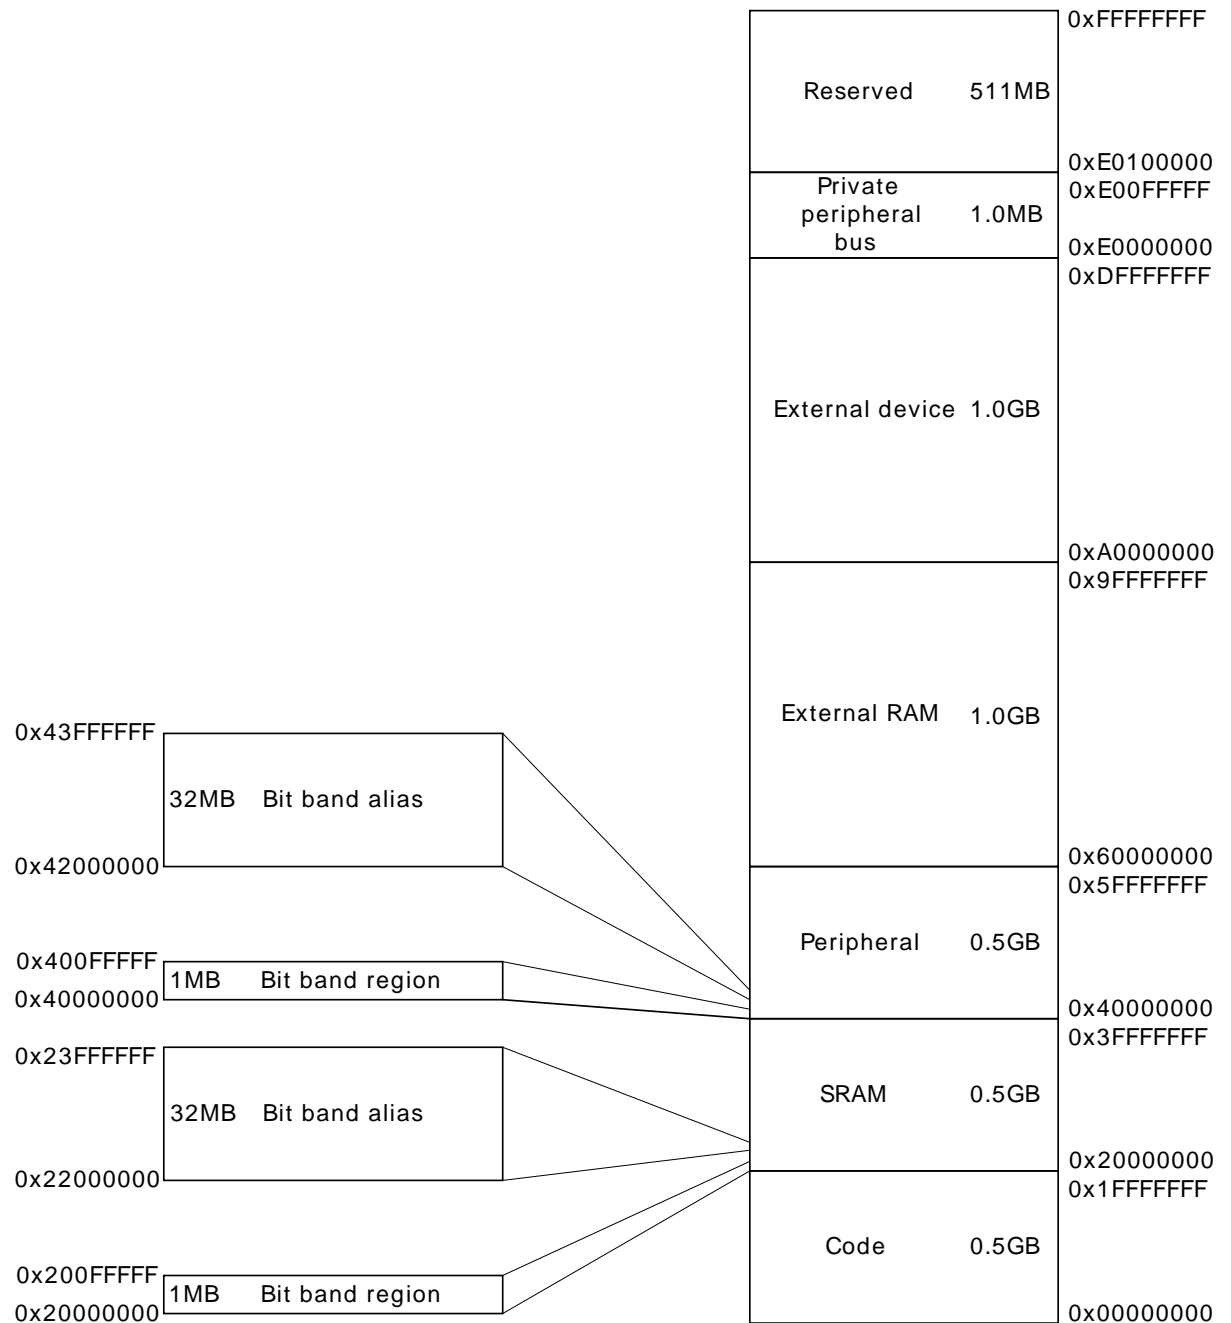 0xFFFFFFFF
Reserved 511MB
0xE0100000
Private peripheral bus 1.0MB
0xE00FFFFF
0xE0000000
0xDFFFFFFF
External device 1.0GB
0xA0000000
0x9FFFFFFF
External RAM 1.0GB
0x60000000
0x5FFFFFFF
Peripheral 0.5GB
0x40000000
0x3FFFFFFF
SRAM 0.5GB
0x20000000
0x1FFFFFFF
Code 0.5GB
0x00000000
0x43FFFFFF
32MB Bit band alias
0x42000000
0x400FFFFF
1MB Bit band region
0x40000000
0x23FFFFFF
32MB Bit band alias
0x22000000
0x200FFFFF
1MB Bit band region
0x20000000